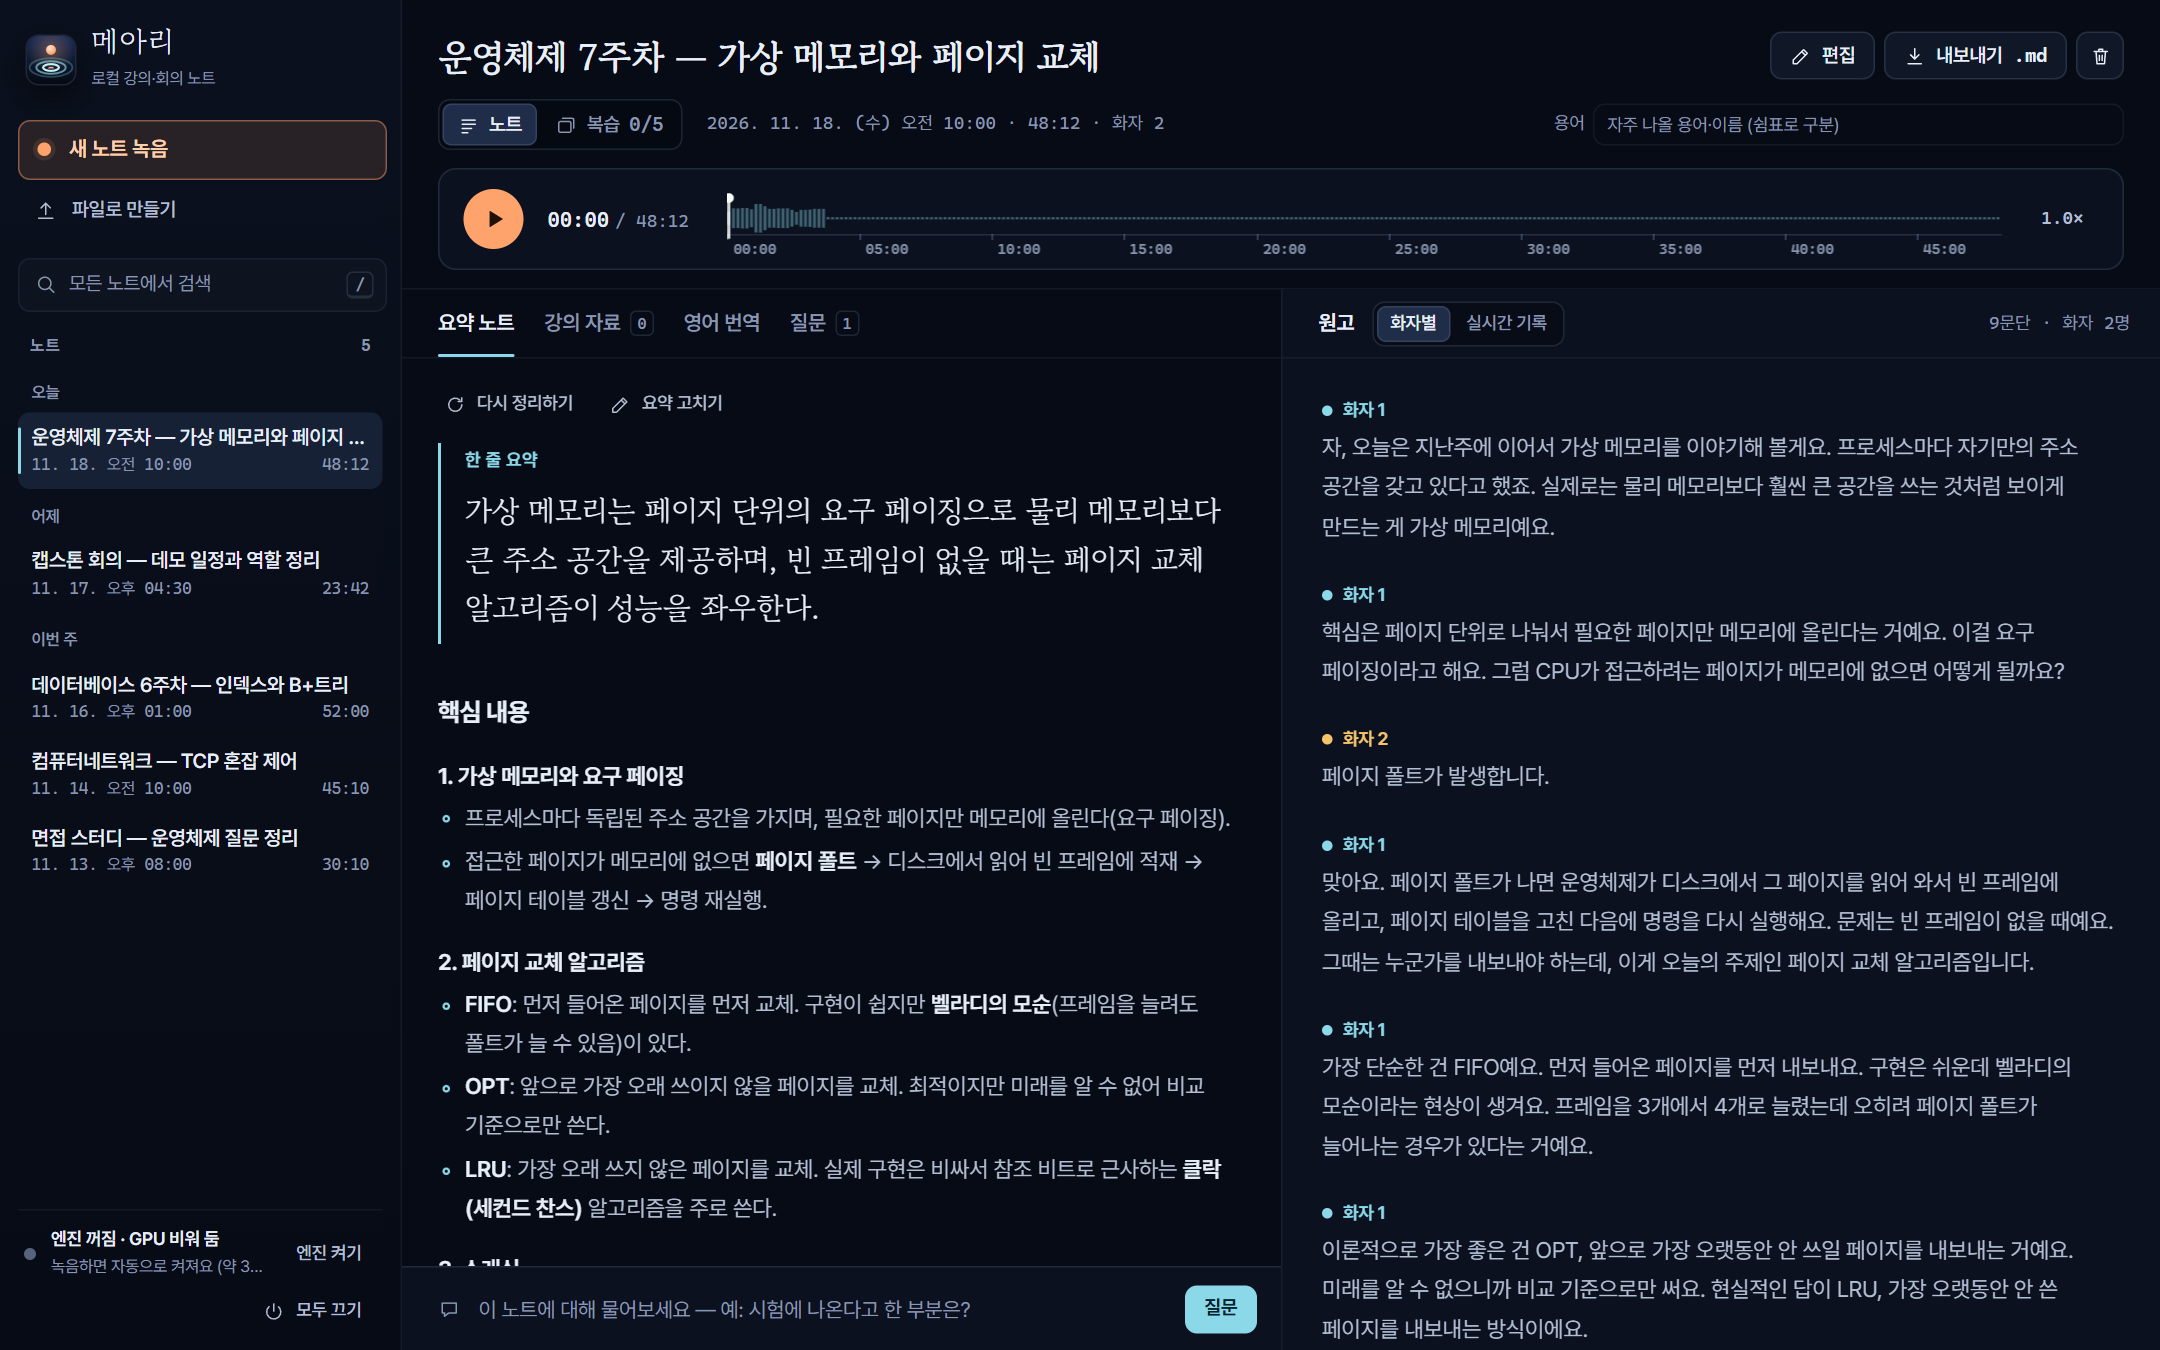 메아리
로컬 강의·회의 노트
새 노트 녹음
파일로 만들기
모든 노트에서 검색 /
노트 5
오늘
운영체제 7주차 — 가상 메모리와 페이지 ...
11. 18. 오전 10:00 48:12
어제
캡스톤 회의 — 데모 일정과 역할 정리
11. 17. 오후 04:30 23:42
이번 주
데이터베이스 6주차 — 인덱스와 B+트리
11. 16. 오후 01:00 52:00
컴퓨터네트워크 — TCP 혼잡 제어
11. 14. 오전 10:00 45:10
면접 스터디 — 운영체제 질문 정리
11. 13. 오후 08:00 30:10
엔진 꺼짐 · GPU 비워 둠
녹음하면 자동으로 켜져요 (약 3...
엔진 켜기
모두 끄기
운영체제 7주차 — 가상 메모리와 페이지 교체
편집
내보내기 .md
노트
복습 0/5
2026. 11. 18. (수) 오전 10:00 · 48:12 · 화자 2
용어 자주 나올 용어·이름 (쉼표로 구분)
00:00 / 48:12
00:00 05:00 10:00 15:00 20:00 25:00 30:00 35:00 40:00 45:00
1.0×
요약 노트 강의 자료 0 영어 번역 질문 1
다시 정리하기 요약 고치기
한 줄 요약
가상 메모리는 페이지 단위의 요구 페이징으로 물리 메모리보다
큰 주소 공간을 제공하며, 빈 프레임이 없을 때는 페이지 교체
알고리즘이 성능을 좌우한다.
핵심 내용
1. 가상 메모리와 요구 페이징
프로세스마다 독립된 주소 공간을 가지며, 필요한 페이지만 메모리에 올린다(요구 페이징).
접근한 페이지가 메모리에 없으면 페이지 폴트 → 디스크에서 읽어 빈 프레임에 적재 →
페이지 테이블 갱신 → 명령 재실행.
2. 페이지 교체 알고리즘
FIFO: 먼저 들어온 페이지를 먼저 교체. 구현이 쉽지만 벨라디의 모순(프레임을 늘려도
폴트가 늘 수 있음)이 있다.
OPT: 앞으로 가장 오래 쓰이지 않을 페이지를 교체. 최적이지만 미래를 알 수 없어 비교
기준으로만 쓴다.
LRU: 가장 오래 쓰지 않은 페이지를 교체. 실제 구현은 비싸서 참조 비트로 근사하는 클락
(세컨드 찬스) 알고리즘을 주로 쓴다.
이 노트에 대해 물어보세요 — 예: 시험에 나온다고 한 부분은?
질문
원고 화자별 실시간 기록
9문단 · 화자 2명
화자 1
자, 오늘은 지난주에 이어서 가상 메모리를 이야기해 볼게요. 프로세스마다 자기만의 주소
공간을 갖고 있다고 했죠. 실제로는 물리 메모리보다 훨씬 큰 공간을 쓰는 것처럼 보이게
만드는 게 가상 메모리예요.
화자 1
핵심은 페이지 단위로 나눠서 필요한 페이지만 메모리에 올린다는 거예요. 이걸 요구
페이징이라고 해요. 그럼 CPU가 접근하려는 페이지가 메모리에 없으면 어떻게 될까요?
화자 2
페이지 폴트가 발생합니다.
화자 1
맞아요. 페이지 폴트가 나면 운영체제가 디스크에서 그 페이지를 읽어 와서 빈 프레임에
올리고, 페이지 테이블을 고친 다음에 명령을 다시 실행해요. 문제는 빈 프레임이 없을 때예요.
그때는 누군가를 내보내야 하는데, 이게 오늘의 주제인 페이지 교체 알고리즘입니다.
화자 1
가장 단순한 건 FIFO예요. 먼저 들어온 페이지를 먼저 내보내요. 구현은 쉬운데 벨라디의
모순이라는 현상이 생겨요. 프레임을 3개에서 4개로 늘렸는데 오히려 페이지 폴트가
늘어나는 경우가 있다는 거예요.
화자 1
이론적으로 가장 좋은 건 OPT, 앞으로 가장 오랫동안 안 쓰일 페이지를 내보내는 거예요.
미래를 알 수 없으니까 비교 기준으로만 써요. 현실적인 답이 LRU, 가장 오랫동안 안 쓴
페이지를 내보내는 방식이에요.